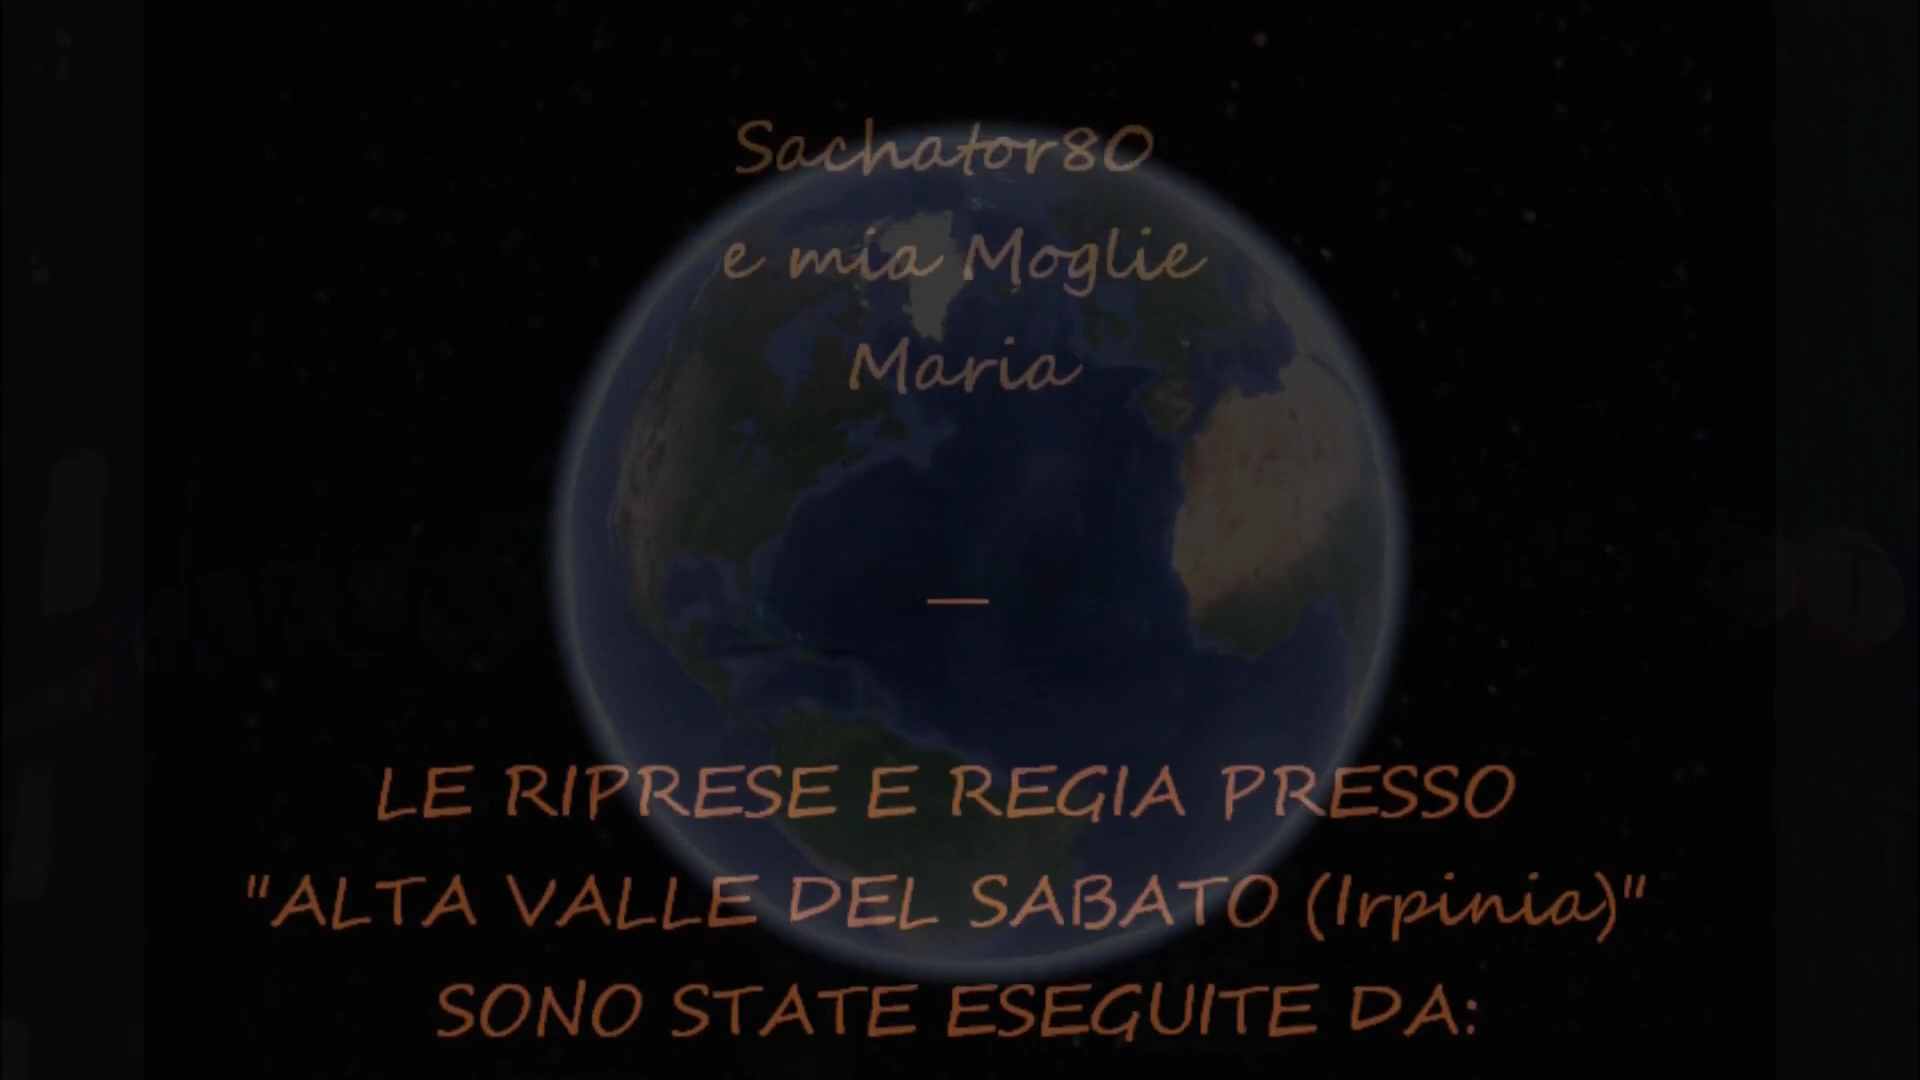 Sachator80
e mia Moglie
Maria
—
LE RIPRESE E REGIA PRESSO
"ALTA VALLE DEL SABATO (Irpinia)"
SONO STATE ESEGUITE DA: